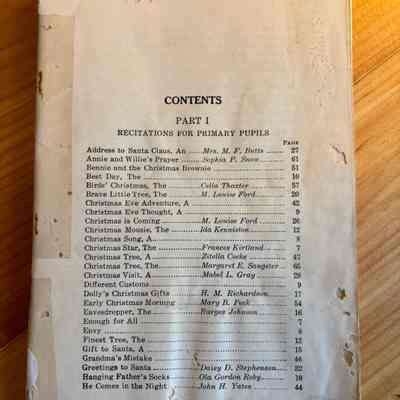 CONTENTS
PART I
RECITATIONS FOR PRIMARY PUPILS
PAGE
Address to Santa Claus, An ..... Mrs. M. F. Butts ..... 27
Annie and Willie's Prayer ..... Sophia P. Snow ..... 61
Bennie and the Christmas Brownie ..... 51
Best Day, The ..... 10
Birds' Christmas, The ..... Celia Thaxter ..... 57
Brave Little Tree, The ..... M. Louise Ford ..... 20
Christmas Eve Adventure, A ..... 42
Christmas Eve Thought, A ..... 9
Christmas is Coming ..... M. Louise Ford ..... 26
Christmas Mousie, The ..... Ida Kenniston ..... 12
Christmas Song, A ..... 8
Christmas Star, The ..... Frances Kirtland ..... 7
Christmas Tree, A ..... Zitella Cocke ..... 47
Christmas Tree, The ..... Margaret E. Sangster ..... 65
Christmas Visit, A ..... Mabel L. Gray ..... 28
Different Customs ..... 9
Dolly's Christmas Gifts ..... H. M. Richardson ..... 17
Early Christmas Morning ..... Mary B. Peck ..... 54
Eavesdropper, The ..... Burges Johnson ..... 16
Enough for All ..... 7
Envy ..... 8
Finest Tree, The ..... 12
Gift to Santa, A ..... 15
Grandma's Mistake ..... 46
Greetings to Santa ..... Daisy D. Stephenson ..... 32
Hanging Father's Socks ..... Ola Gordon Roby ..... 18
He Comes in the Night ..... John H. Yates ..... 44